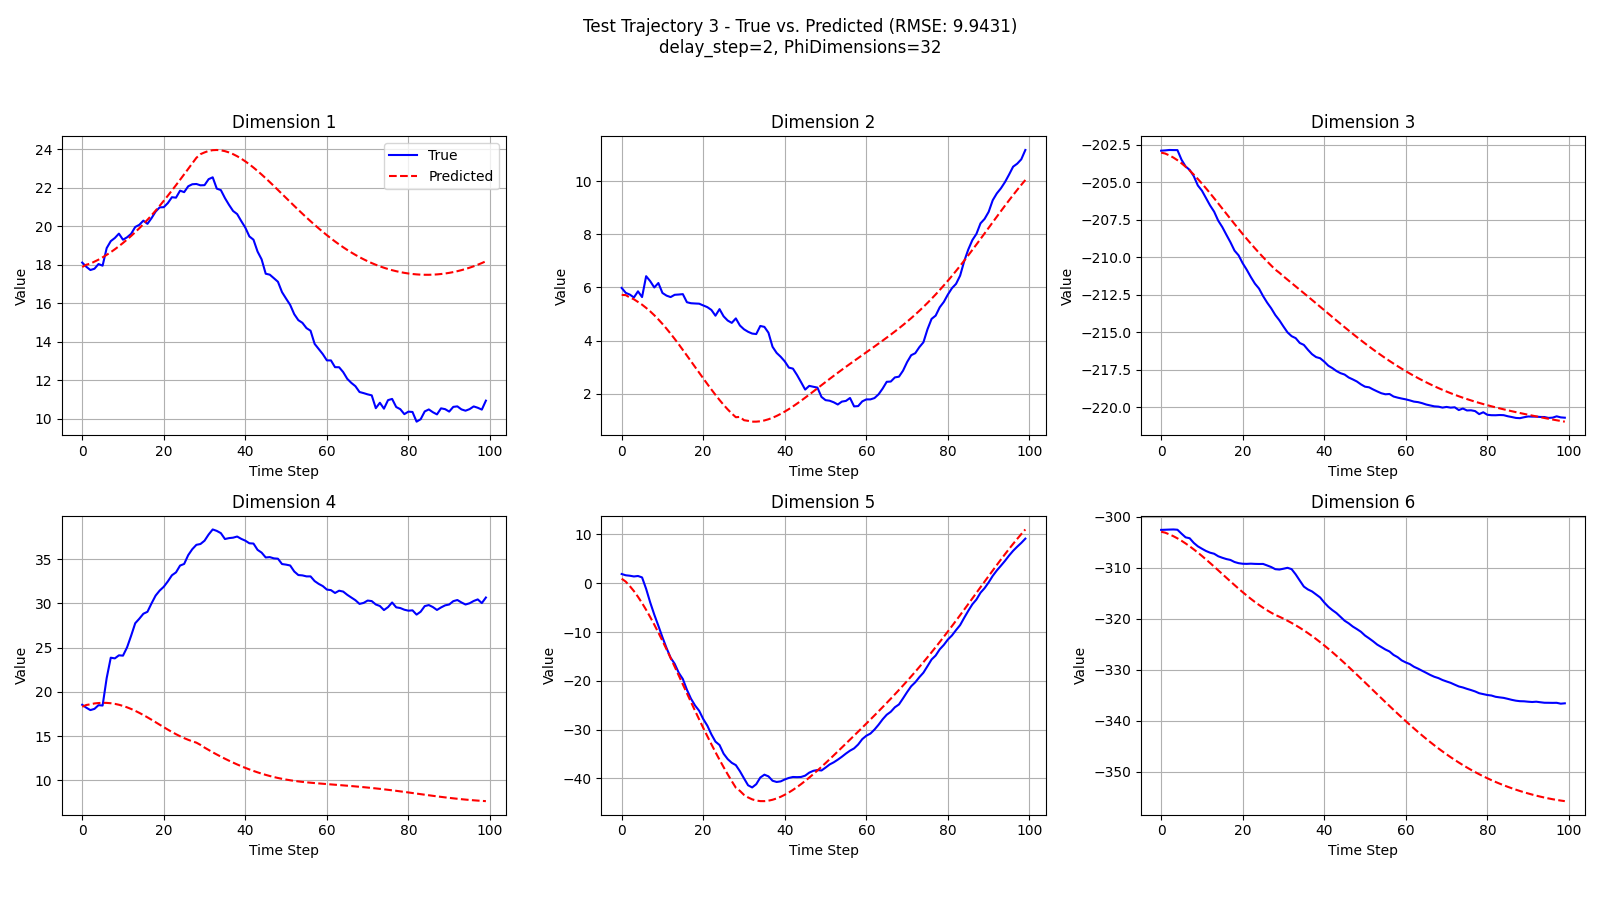 Test Trajectory 3 - True vs. Predicted (RMSE: 9.9431)
delay_step=2, PhiDimensions=32
Dimension 1
24
22
20
18
16
14
12
10
Value
0 20 40 60 80 100
Time Step
True
Predicted
Dimension 2
10
8
6
4
2
Value
0 20 40 60 80 100
Time Step
Dimension 3
−202.5
−205.0
−207.5
−210.0
−212.5
−215.0
−217.5
−220.0
Value
0 20 40 60 80 100
Time Step
Dimension 4
35
30
25
20
15
10
Value
0 20 40 60 80 100
Time Step
Dimension 5
10
0
−10
−20
−30
−40
Value
0 20 40 60 80 100
Time Step
Dimension 6
−300
−310
−320
−330
−340
−350
Value
0 20 40 60 80 100
Time Step